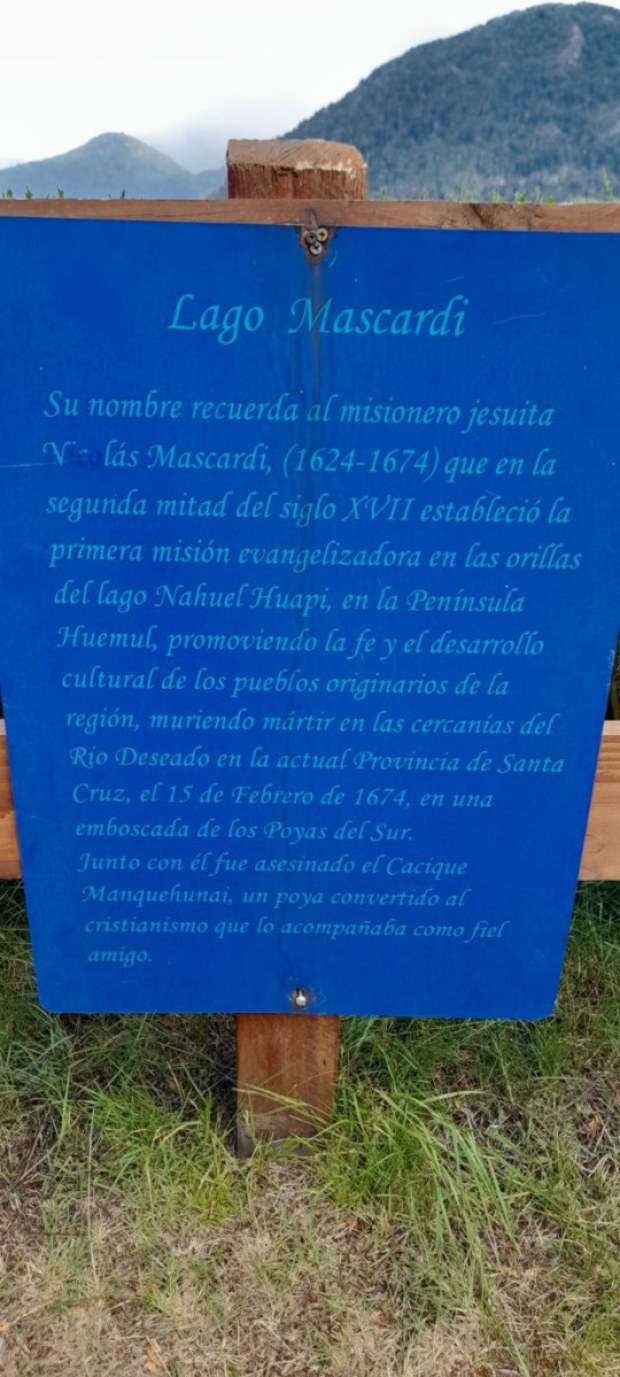 Lago Mascardi
Su nombre recuerda al misionero jesuita
Nicolás Mascardi, (1624-1674) que en la
segunda mitad del siglo XVII estableció la
primera misión evangelizadora en las orillas
del lago Nahuel Huapi, en la Península
Huemul, promoviendo la fe y el desarrollo
cultural de los pueblos originarios de la
región, muriendo mártir en las cercanías del
Rio Deseado en la actual Provincia de Santa
Cruz, el 15 de Febrero de 1674, en una
emboscada de los Poyas del Sur.
Junto con él fue asesinado el Cacique
Manquehunai, un poya convertido al
cristianismo que lo acompañaba como fiel
amigo.